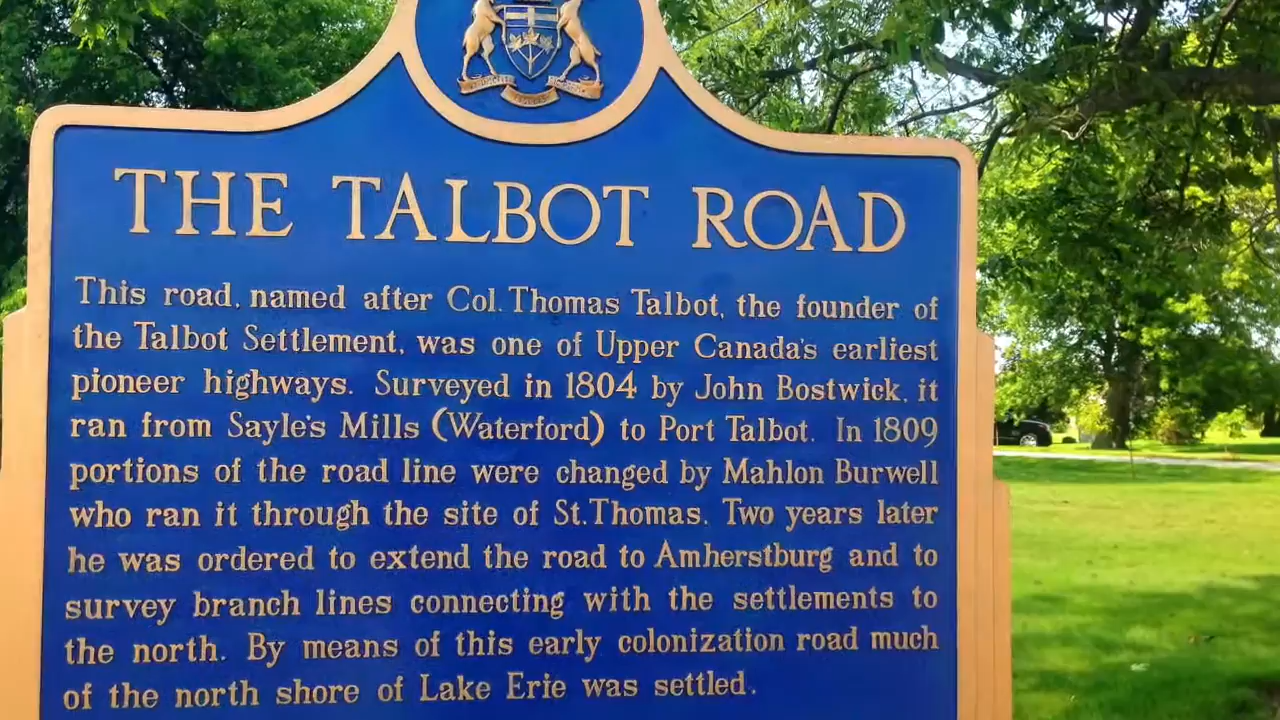 THE TALBOT ROAD
This road, named after Col. Thomas Talbot, the founder of
the Talbot Settlement, was one of Upper Canada's earliest
pioneer highways. Surveyed in 1804 by John Bostwick, it
ran from Sayle's Mills (Waterford) to Port Talbot. In 1809
portions of the road line were changed by Mahlon Burwell
who ran it through the site of St. Thomas. Two years later
he was ordered to extend the road to Amherstburg and to
survey branch lines connecting with the settlements to
the north. By means of this early colonization road much
of the north shore of Lake Erie was settled.